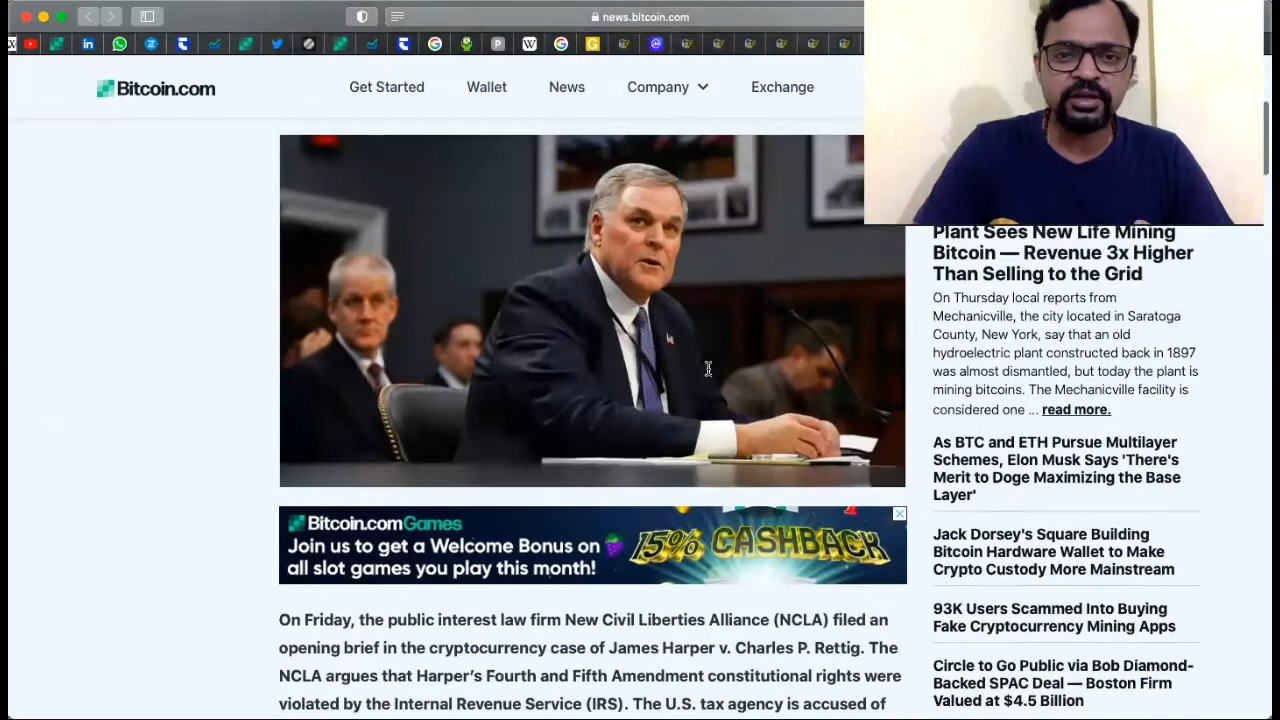 news.bitcoin.com
Bitcoin.com
Get Started
Wallet
News
Company
Exchange
Plant Sees New Life Mining
Bitcoin — Revenue 3x Higher
Than Selling to the Grid
On Thursday local reports from
Mechanicville, the city located in Saratoga
County, New York, say that an old
hydroelectric plant constructed back in 1897
was almost dismantled, but today the plant is
mining bitcoins. The Mechanicville facility is
considered one ... read more.
As BTC and ETH Pursue Multilayer
Schemes, Elon Musk Says 'There's
Merit to Doge Maximizing the Base
Layer'
Jack Dorsey's Square Building
Bitcoin Hardware Wallet to Make
Crypto Custody More Mainstream
93K Users Scammed Into Buying
Fake Cryptocurrency Mining Apps
Circle to Go Public via Bob Diamond-
Backed SPAC Deal — Boston Firm
Valued at $4.5 Billion
Bitcoin.comGames
Join us to get a Welcome Bonus on
all slot games you play this month!
15% CASHBACK
On Friday, the public interest law firm New Civil Liberties Alliance (NCLA) filed an
opening brief in the cryptocurrency case of James Harper v. Charles P. Rettig. The
NCLA argues that Harper's Fourth and Fifth Amendment constitutional rights were
violated by the Internal Revenue Service (IRS). The U.S. tax agency is accused of